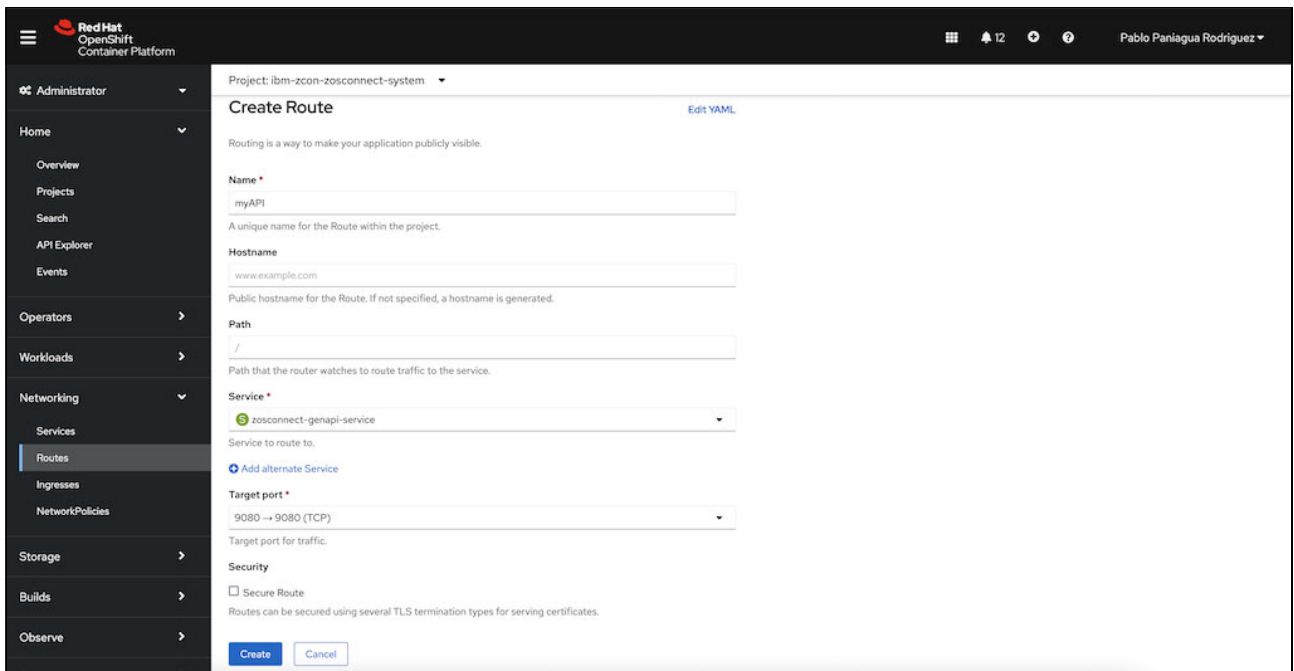 Red Hat
OpenShift
Container Platform
12
Pablo Paniagua Rodriguez
Administrator
Home
Overview
Projects
Search
API Explorer
Events
Operators
Workloads
Networking
Services
Routes
Ingresses
NetworkPolicies
Storage
Builds
Observe
Project: ibm-zcon-zosconnect-system
Create Route
Edit YAML
Routing is a way to make your application publicly visible.
Name *
myAPI
A unique name for the Route within the project.
Hostname
www.example.com
Public hostname for the Route. If not specified, a hostname is generated.
Path
/
Path that the router watches to route traffic to the service.
Service *
S zosconnect-genapi-service
Service to route to.
Add alternate Service
Target port *
9080 → 9080 (TCP)
Target port for traffic.
Security
Secure Route
Routes can be secured using several TLS termination types for serving certificates.
Create
Cancel